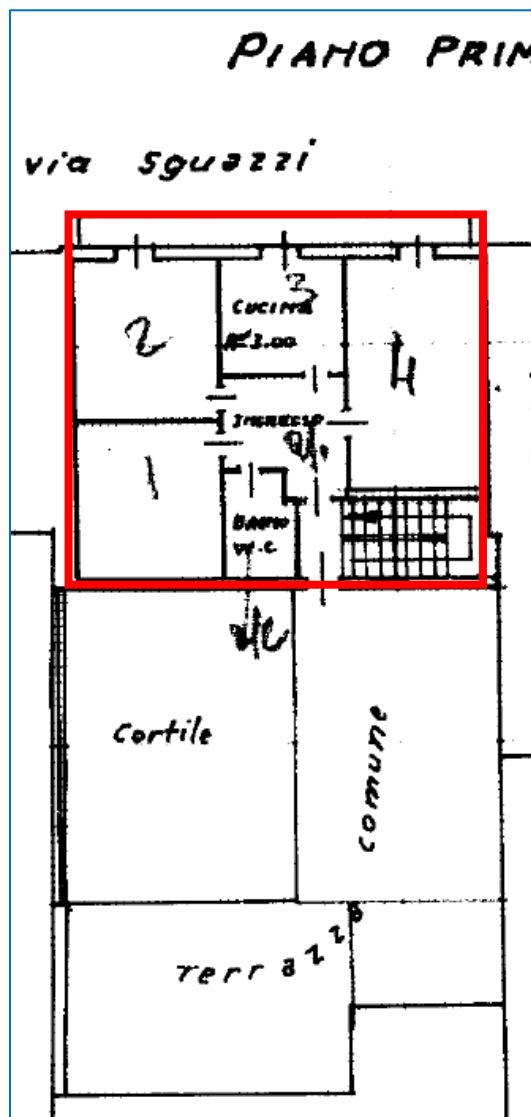 PIANO PRIM
via sguazzi
3
CUCINA
2
H=3.00
4
INGRESSO
1
BAGNO
W.C.
cortile
comune
terrazzo